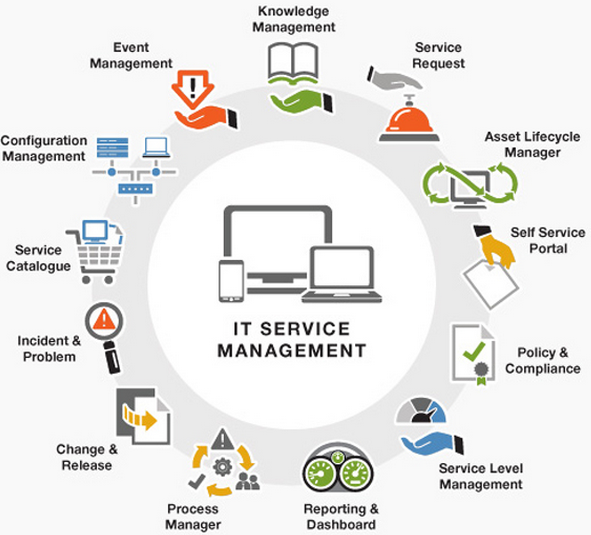 Knowledge
Management
Service
Request
Asset Lifecycle
Manager
Self Service
Portal
Policy &
Compliance
Service Level
Management
Reporting &
Dashboard
Process
Manager
Change &
Release
Incident &
Problem
Service
Catalogue
Configuration
Management
Event
Management
IT SERVICE
MANAGEMENT